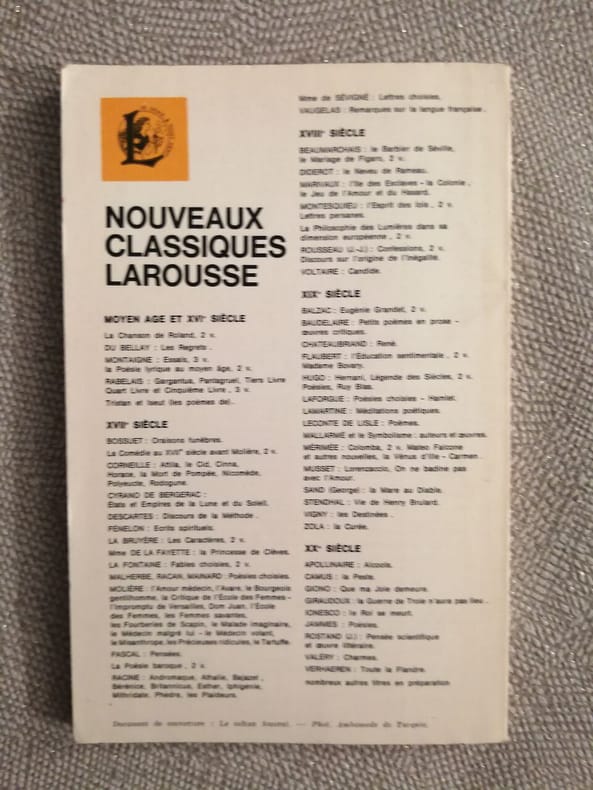 NOUVEAUX
CLASSIQUES
LAROUSSE
MOYEN AGE ET XVIe SIÈCLE
La Chanson de Roland, 2 v.
DU BELLAY : Les Regrets.
MONTAIGNE : Essais, 3 v.
la Poésie lyrique au moyen âge, 2 v.
RABELAIS : Gargantua, Pantagruel, Tiers Livre
Quart Livre et Cinquième Livre, 3 v.
Tristan et Iseut (les poèmes de).
XVIIe SIÈCLE
BOSSUET : Oraisons funèbres.
La Comédie au XVIIe siècle avant Molière, 2 v.
CORNEILLE : Attila, le Cid, Cinna,
Horace, la Mort de Pompée, Nicomède,
Polyeucte, Rodogune.
CYRANO DE BERGERAC :
États et Empires de la Lune et du Soleil.
DESCARTES : Discours de la Méthode.
FÉNELON : Ecrits spirituels.
LA BRUYÈRE : Les Caractères, 2 v.
Mme DE LA FAYETTE : la Princesse de Clèves.
LA FONTAINE : Fables choisies, 2 v.
MALHERBE, RACAN, MAINARD : Poésies choisies.
MOLIÈRE : l'Amour médecin, l'Avare, le Bourgeois
gentilhomme, la Critique de l'École des Femmes -
l'Impromptu de Versailles, Dom Juan, l'École
des Femmes, les Femmes savantes,
les Fourberies de Scapin, le Malade imaginaire,
le Médecin malgré lui - le Médecin volant,
le Misanthrope, les Précieuses ridicules, le Tartuffe.
PASCAL : Pensées.
La Poésie baroque, 2 v.
RACINE : Andromaque, Athalie, Bajazet,
Bérénice, Britannicus, Esther, Iphigénie,
Mithridate, Phèdre, les Plaideurs.
Mme de SÉVIGNÉ : Lettres choisies.
VAUGELAS : Remarques sur la langue française.
XVIIIe SIÈCLE
BEAUMARCHAIS : le Barbier de Séville,
le Mariage de Figaro, 2 v.
DIDEROT : le Neveu de Rameau.
MARIVAUX : l'Ile des Esclaves - la Colonie,
le Jeu de l'Amour et du Hasard.
MONTESQUIEU : l'Esprit des lois, 2 v.
Lettres persanes.
La Philosophie des Lumières dans sa
dimension européenne, 2 v.
ROUSSEAU (J.-J.) : Confessions, 2 v.
Discours sur l'origine de l'inégalité.
VOLTAIRE : Candide.
XIXe SIÈCLE
BALZAC : Eugénie Grandet, 2 v.
BAUDELAIRE : Petits poèmes en prose -
œuvres critiques.
CHATEAUBRIAND : René.
FLAUBERT : l'Éducation sentimentale, 2 v.
Madame Bovary.
HUGO : Hernani, Légende des Siècles, 2 v.
Poésies, Ruy Blas.
LAFORGUE : Poésies choisies - Hamlet.
LAMARTINE : Méditations poétiques.
LECONTE DE LISLE : Poèmes.
MALLARMÉ et le Symbolisme : auteurs et œuvres.
MÉRIMÉE : Colomba, 2 v. Mateo Falcone
et autres nouvelles, la Vénus d'Ille - Carmen.
MUSSET : Lorenzaccio, On ne badine pas
avec l'Amour.
SAND (George) : la Mare au Diable.
STENDHAL : Vie de Henry Brulard.
VIGNY : les Destinées.
ZOLA : la Curée.
XXe SIÈCLE
APOLLINAIRE : Alcools.
CAMUS : la Peste.
GIONO : Que ma Joie demeure.
GIRAUDOUX : la Guerre de Troie n'aura pas lieu.
IONESCO : le Roi se meurt.
JAMMES : Poésies.
ROSTAND (J.) : Pensée scientifique
et œuvre littéraire.
VALÉRY : Charmes.
VERHAEREN : Toute la Flandre.
nombreux autres titres en préparation
Document de couverture : Le sultan Amurat. — Phot. Ambassade de Turquie.